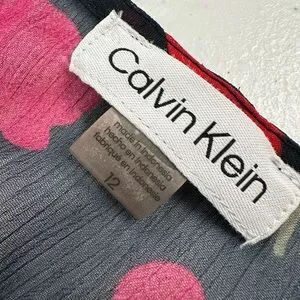 Calvin Klein
made in Indonesia
hecho en Indonesia
fabriqué en Indonésie
12